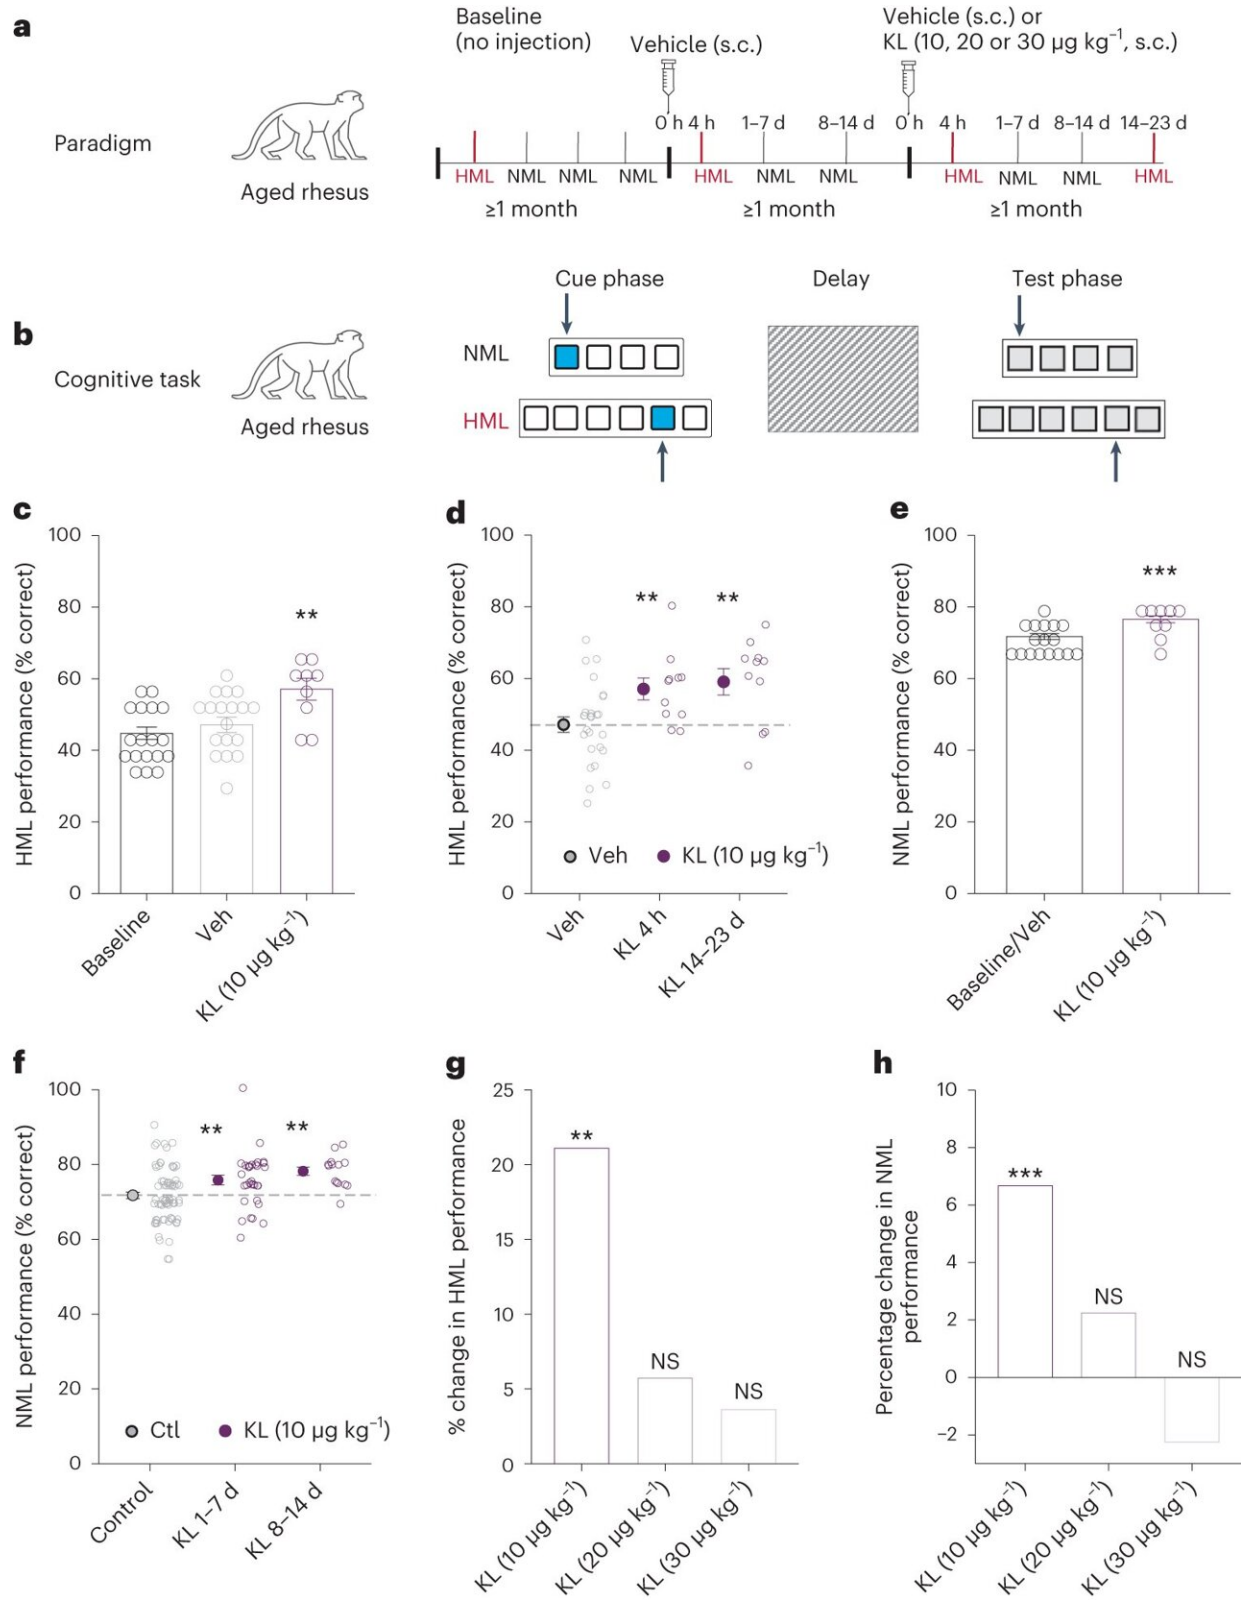 a
Paradigm
Aged rhesus
Baseline
(no injection)
Vehicle (s.c.)
Vehicle (s.c.) or
KL (10, 20 or 30 µg kg⁻¹, s.c.)
0 h 4 h 1–7 d 8–14 d 0 h 4 h 1–7 d 8–14 d 14–23 d
HML NML NML NML HML NML NML HML NML NML HML
≥1 month ≥1 month ≥1 month
b
Cognitive task
Aged rhesus
Cue phase Delay Test phase
NML
HML
c
HML performance (% correct)
100
80
60
40
20
0
**
Baseline
Veh
KL (10 µg kg⁻¹)
d
HML performance (% correct)
100
80
60
40
20
0
** **
Veh KL (10 µg kg⁻¹)
Veh
KL 4 h
KL 14–23 d
e
NML performance (% correct)
100
80
60
40
20
0
***
Baseline/Veh
KL (10 µg kg⁻¹)
f
NML performance (% correct)
100
80
60
40
20
0
** **
Ctl KL (10 µg kg⁻¹)
Control
KL 1–7 d
KL 8–14 d
g
% change in HML performance
25
20
15
10
5
0
**
NS
NS
KL (10 µg kg⁻¹)
KL (20 µg kg⁻¹)
KL (30 µg kg⁻¹)
h
Percentage change in NML
performance
10
8
6
4
2
0
–2
***
NS
NS
KL (10 µg kg⁻¹)
KL (20 µg kg⁻¹)
KL (30 µg kg⁻¹)